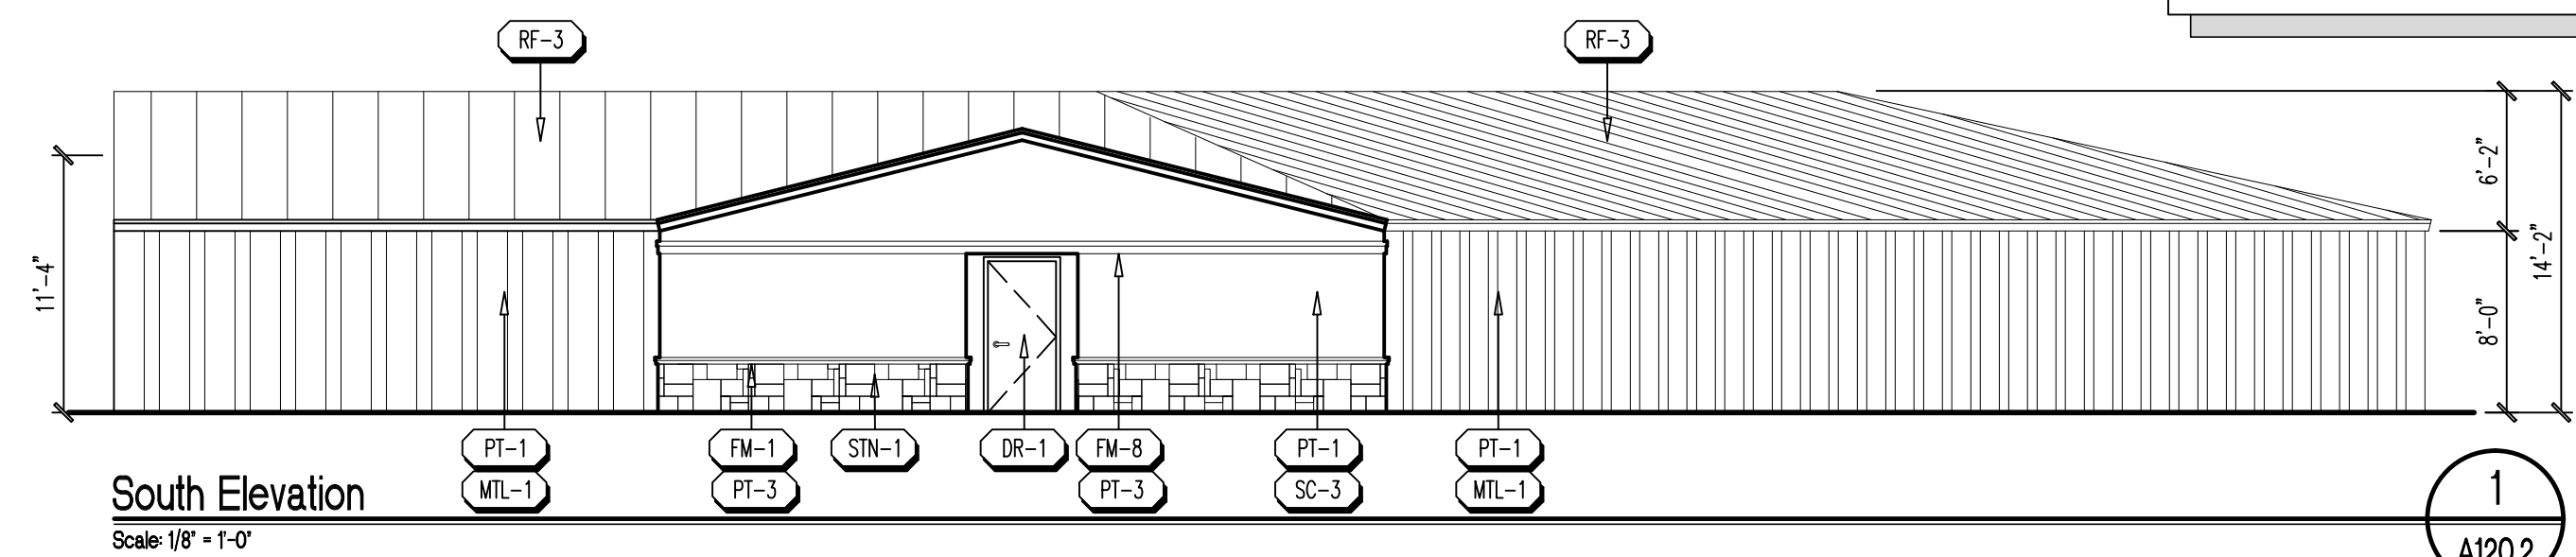 RF-3
RF-3
6'-2"
11'-4"
14'-2"
8'-0"
PT-1
FM-1
STN-1
DR-1
FM-8
PT-1
PT-1
MTL-1
PT-3
PT-3
SC-3
MTL-1
South Elevation
1
Scale: 1/8" = 1'-0"
A120.2